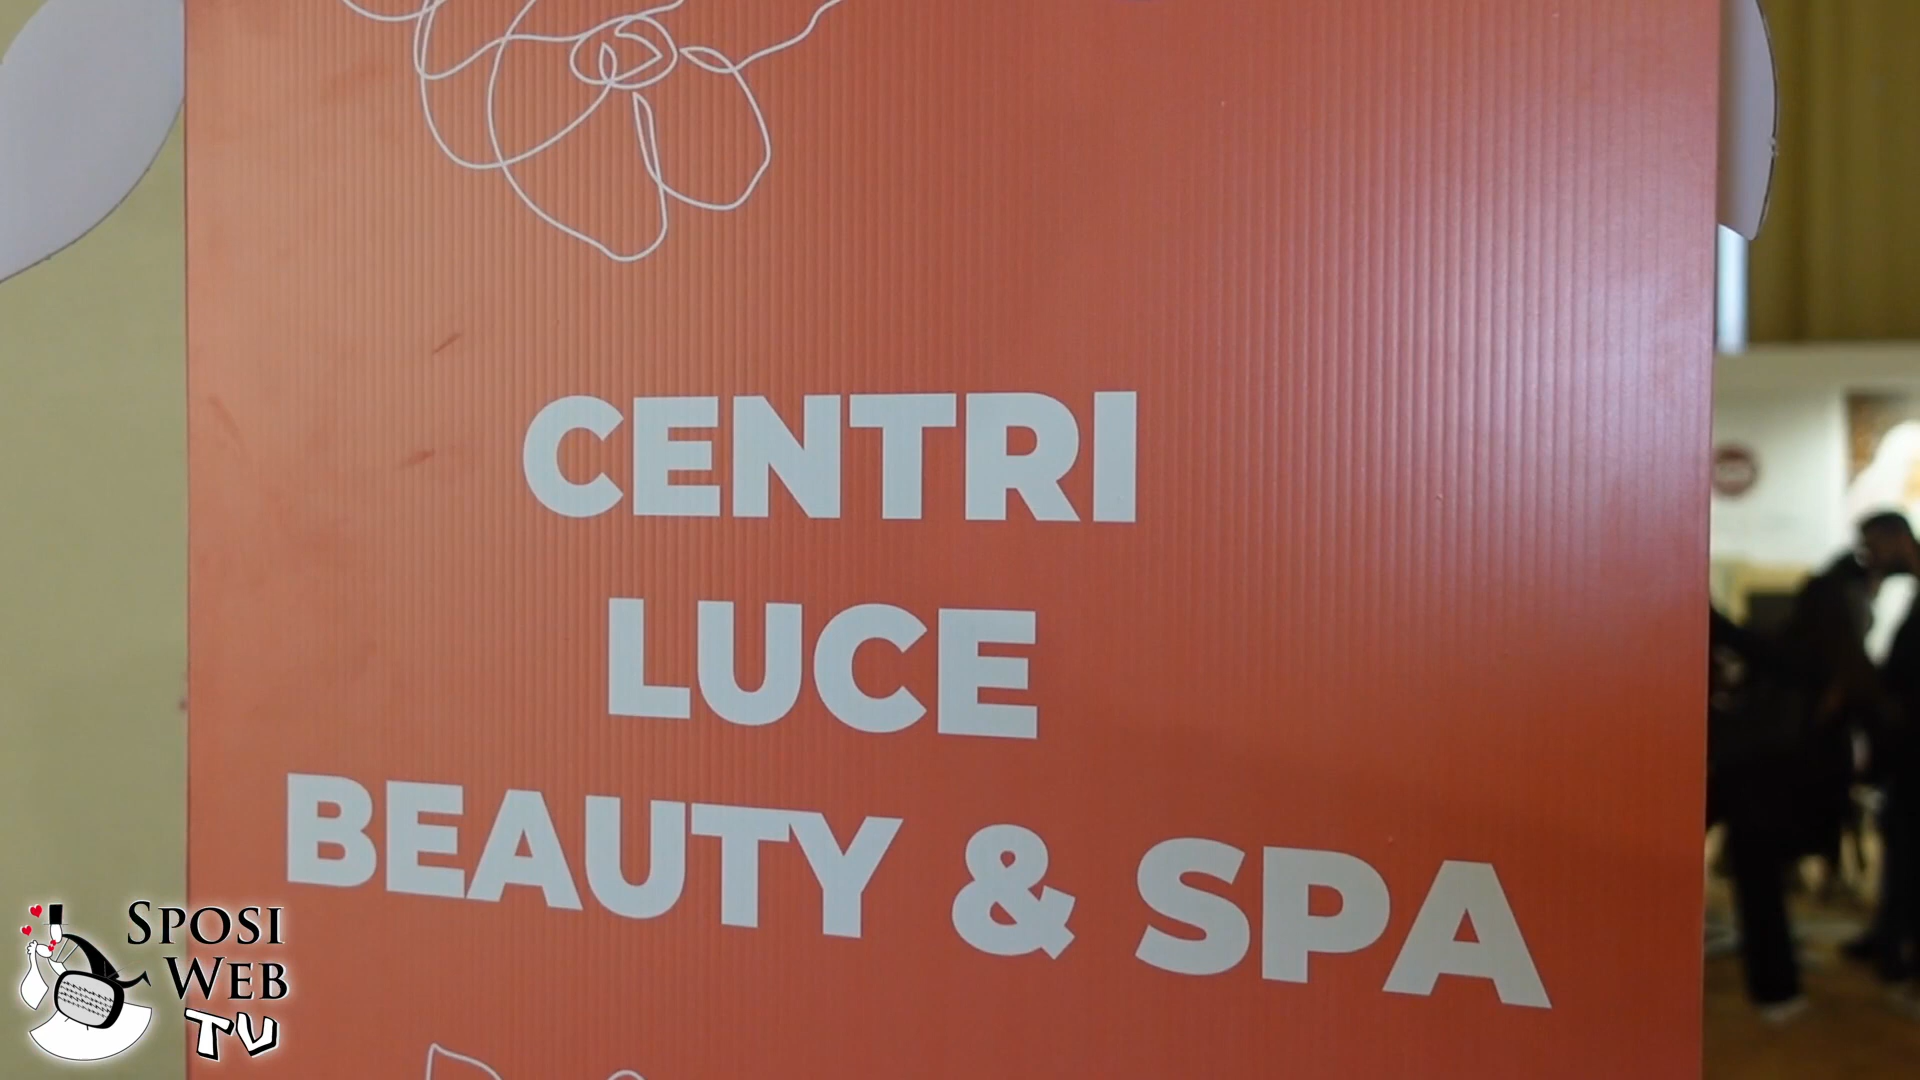 CENTRI
LUCE
BEAUTY & SPA
SPOSI
WEB
TV